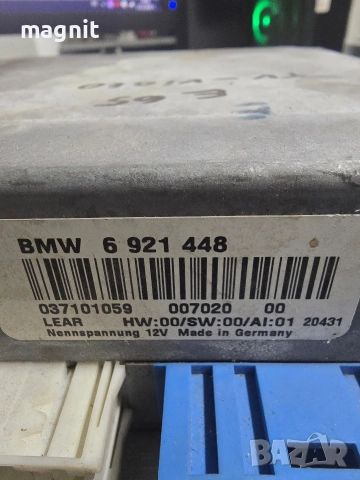 magnit
E 65
BMW 6 921 448
037101059 007020 00
LEAR HW:00/SW:00/AI:01 20431
Nennspannung 12V Made in Germany
BAZAR